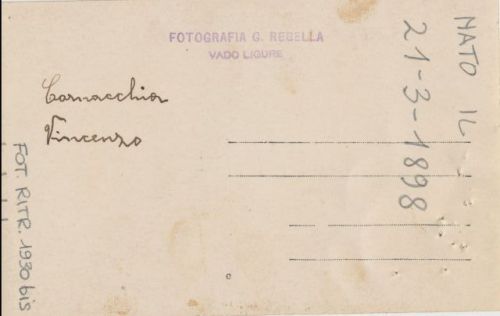 FOTOGRAFIA G. REBELLA
VADO LIGURE
Cornacchia
Vincenzo
NATO IL
21-3-1898
FOT. RITR. 1930 bis